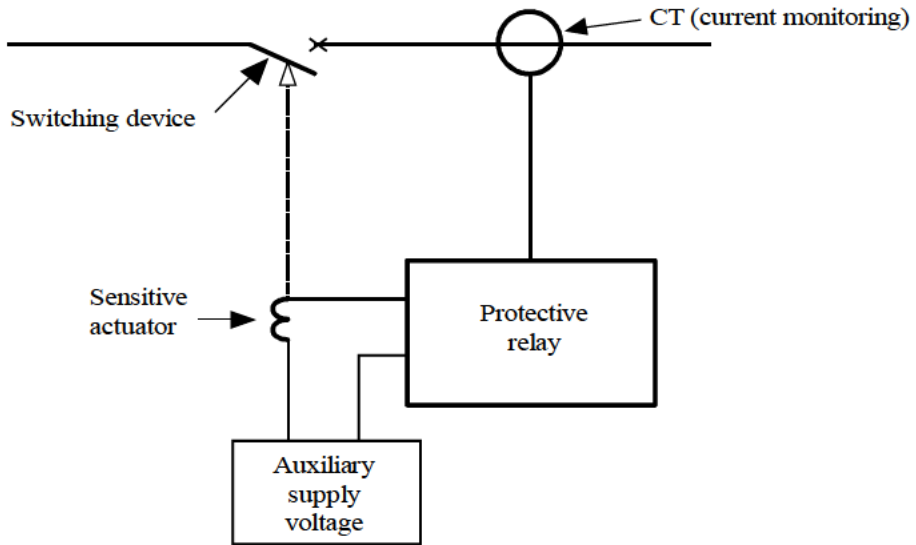 CT (current monitoring)
Switching device
Sensitive
actuator
Protective
relay
Auxiliary
supply
voltage